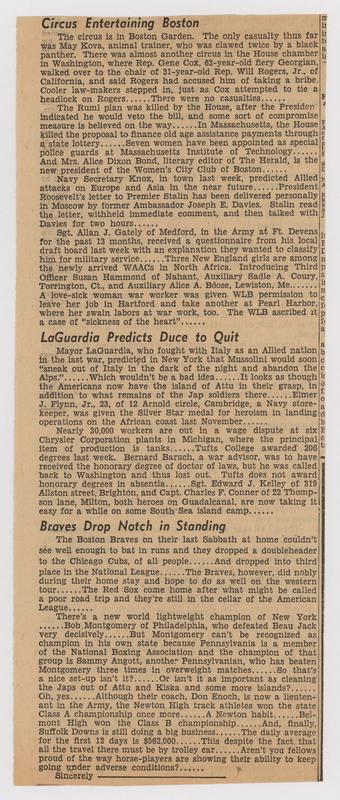 Circus Entertaining Boston
The circus is in Boston Garden. The only casualty thus far
was May Kova, animal trainer, who was clawed twice by a black
panther. There was almost another circus in the House chamber
in Washington, where Rep. Gene Cox, 63-year-old fiery Georgian,
walked over to the chair of 31-year-old Rep. Will Rogers, Jr., of
California, and said Rogers had accused him of taking a bribe.
Cooler law-makers stepped in, just as Cox attempted to tie a
headlock on Rogers......There were no casualties......
The Ruml plan was killed by the House, after the Presiden
indicated he would veto the bill, and some sort of compromise
measure is believed on the way......In Massachusetts, the House
killed the proposal to finance old age assistance payments through
a state lottery......Seven women have been appointed as special
police guards at Massachusetts Institute of Technology......
And Mrs. Alice Dixon Bond, literary editor of The Herald, is the
new president of the Women's City Club of Boston......
Navy Secretary Knox, in town last week, predicted Allied
attacks on Europe and Asia in the near future......President
Roosevelt's letter to Premier Stalin has been delivered personally
in Moscow by former Ambassador Joseph E. Davies. Stalin read
the letter, withheld immediate comment, and then talked with
Davies for two hours......
Sgt. Allan J. Gately of Medford, in the Army at Ft. Devens
for the past 13 months, received a questionnaire from his local
draft board last week with an explanation they wanted to classify
him for military service......Three New England girls are among
the newly arrived WAACs in North Africa. Introducing Third
Officer Susan Hammond of Nahant, Auxiliary Sadie A. Coury,
Torrington, Ct., and Auxiliary Alice A. Boose, Lewiston, Me......
A love-sick woman war worker was given WLB permission to
leave her job in Hartford and take another at Pearl Harbor,
where her swain labors at war work, too. The WLB ascribed it
a case of "sickness of the heart"......
LaGuardia Predicts Duce to Quit
Mayor LaGuardia, who fought with Italy as an Allied nation
in the last war, predicted in New York that Mussolini would soon
"sneak out of Italy in the dark of the night and abandon the
Alps."......Which wouldn't be a bad idea......It looks as though
the Americans now have the island of Attu in their grasp, in
addition to what remains of the Jap soldiers there......Elmer
J. Flynn, Jr., 23, of 12 Arnold circle, Cambridge, a Navy store-
keeper, was given the Silver Star medal for heroism in landing
operations on the African coast last November......
Nearly 30,000 workers are out in a wage dispute at six
Chrysler Corporation plants in Michigan, where the principal
item of production is tanks......Tufts College awarded 206
degrees last week. Bernard Baruch, a war advisor, was to have
received the honorary degree of doctor of laws, but he was called
back to Washington and thus lost out. Tufts does not award
honorary degrees in absentia......Sgt. Edward J. Kelley of 319
Allston street, Brighton, and Capt. Charles F. Conner of 22 Thomp-
son lane, Milton, both heroes on Guadalcanal, are now taking it
easy for a while on some South Sea island camp......
Braves Drop Notch in Standing
The Boston Braves on their last Sabbath at home couldn't
see well enough to bat in runs and they dropped a doubleheader
to the Chicago Cubs, of all people......And dropped into third
place in the National League......The Braves, however, did nobly
during their home stay and hope to do as well on the western
tour......The Red Sox come home after what might be called
a poor road trip and they're still in the cellar of the American
League......
There's a new world lightweight champion of New York
......Bob Montgomery of Philadelphia, who defeated Beau Jack
very decisively......But Montgomery can't be recognized as
champion in his own state because Pennsylvania is a member
of the National Boxing Association and the champion of that
group is Sammy Angott, another Pennsylvanian, who has beaten
Montgomery three times in overweight matches......So that's
a nice set-up isn't it?......Or isn't it as important as cleaning
the Japs out of Attu and Kiska and some more islands?......
Oh, yes......Although their coach, Don Enoch, is now a lieuten-
ant in the Army, the Newton High track athletes won the state
Class A championship once more......A Newton habit......Bel-
mont High won the Class B championship......And, finally,
Suffolk Downs is still doing a big business......The daily average
for the first 12 days is $562,000......This despite the fact that
all the travel there must be by trolley car......Aren't you fellows
proud of the way horse-players are showing their ability to keep
going under adverse conditions?......
Sincerely